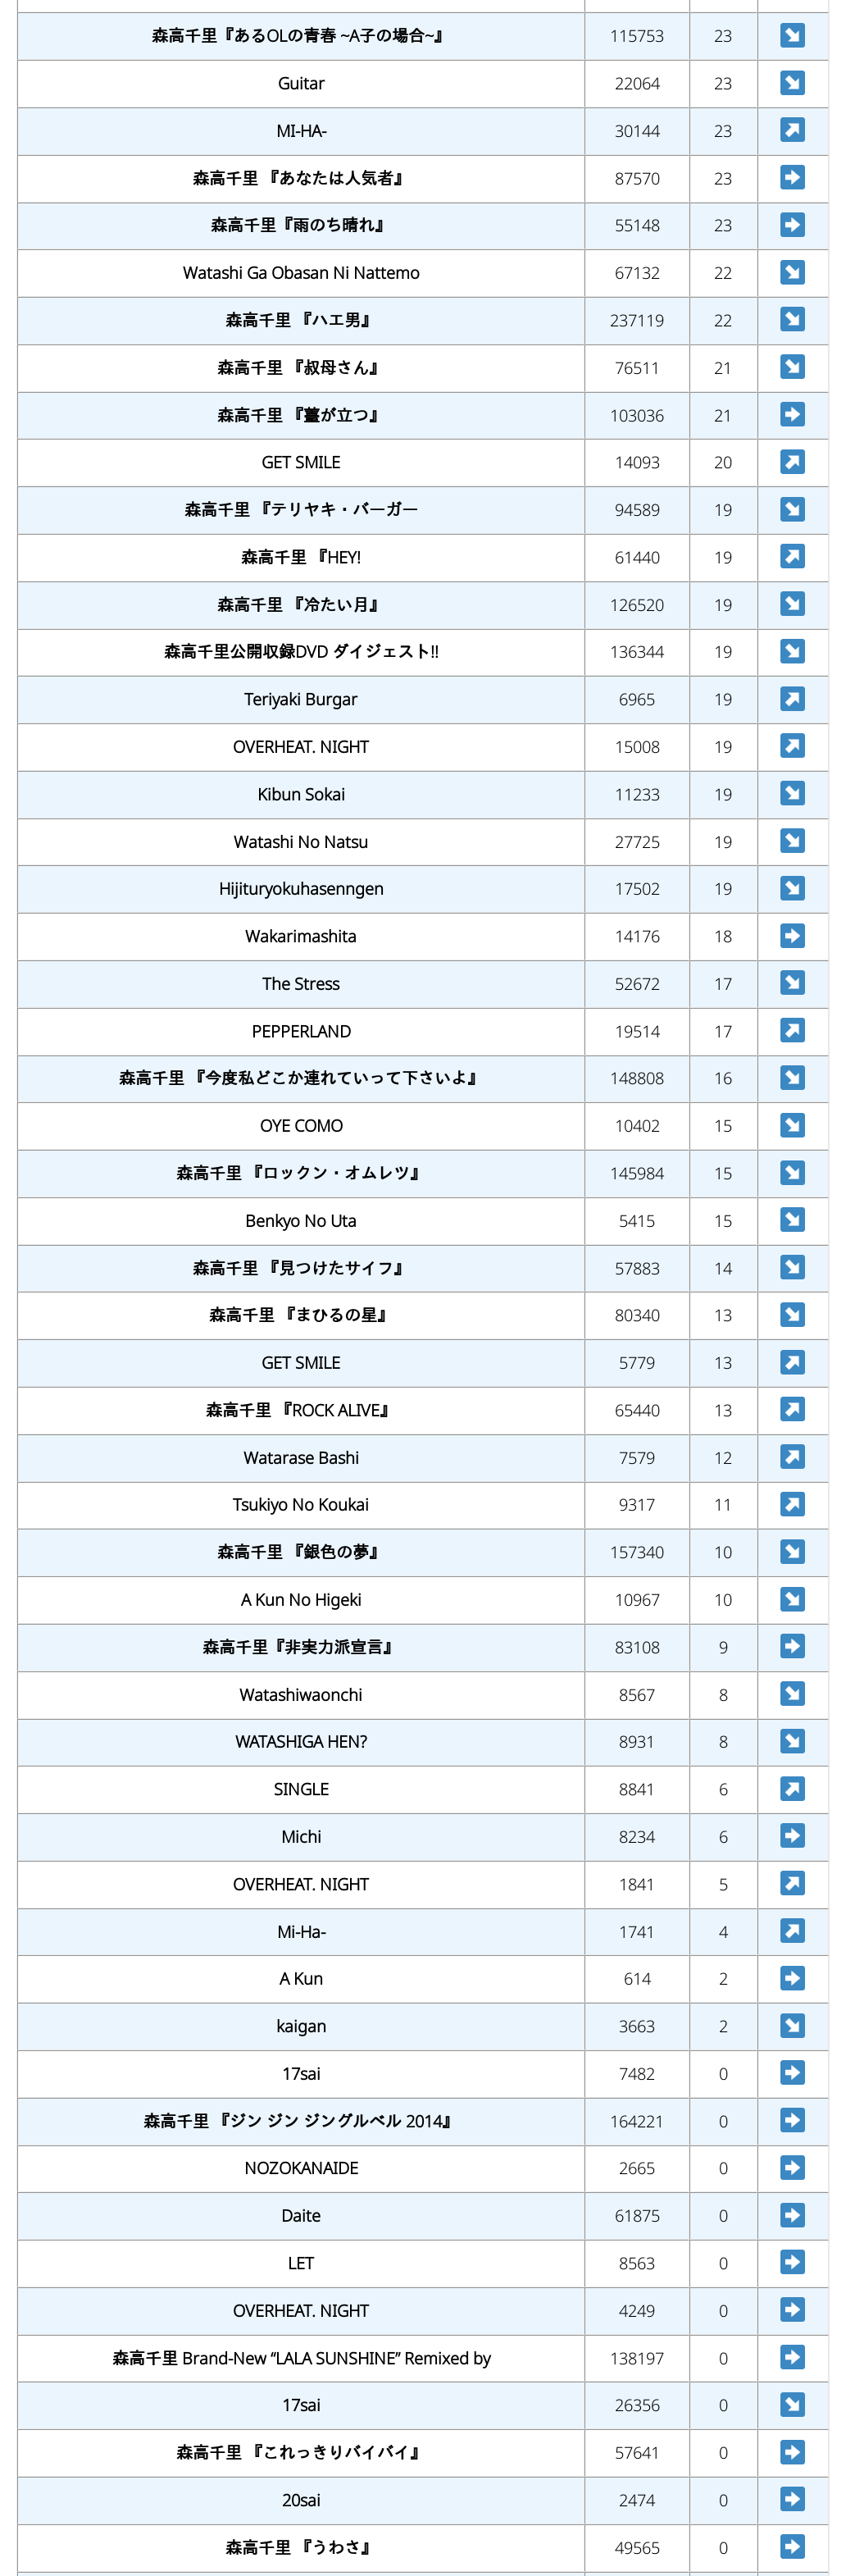 森高千里『あるOLの青春 ~A子の場合~』 115753 23
Guitar 22064 23
MI-HA- 30144 23
森高千里 『あなたは人気者』 87570 23
森高千里『雨のち晴れ』 55148 23
Watashi Ga Obasan Ni Nattemo 67132 22
森高千里 『ハエ男』 237119 22
森高千里 『叔母さん』 76511 21
森高千里 『薹が立つ』 103036 21
GET SMILE 14093 20
森高千里 『テリヤキ・バーガー 94589 19
森高千里 『HEY! 61440 19
森高千里 『冷たい月』 126520 19
森高千里公開収録DVD ダイジェスト!! 136344 19
Teriyaki Burgar 6965 19
OVERHEAT. NIGHT 15008 19
Kibun Sokai 11233 19
Watashi No Natsu 27725 19
Hijituryokuhasenngen 17502 19
Wakarimashita 14176 18
The Stress 52672 17
PEPPERLAND 19514 17
森高千里 『今度私どこか連れていって下さいよ』 148808 16
OYE COMO 10402 15
森高千里 『ロックン・オムレツ』 145984 15
Benkyo No Uta 5415 15
森高千里 『見つけたサイフ』 57883 14
森高千里 『まひるの星』 80340 13
GET SMILE 5779 13
森高千里 『ROCK ALIVE』 65440 13
Watarase Bashi 7579 12
Tsukiyo No Koukai 9317 11
森高千里 『銀色の夢』 157340 10
A Kun No Higeki 10967 10
森高千里『非実力派宣言』 83108 9
Watashiwaonchi 8567 8
WATASHIGA HEN? 8931 8
SINGLE 8841 6
Michi 8234 6
OVERHEAT. NIGHT 1841 5
Mi-Ha- 1741 4
A Kun 614 2
kaigan 3663 2
17sai 7482 0
森高千里 『ジン ジン ジングルベル 2014』 164221 0
NOZOKANAIDE 2665 0
Daite 61875 0
LET 8563 0
OVERHEAT. NIGHT 4249 0
森高千里 Brand-New “LALA SUNSHINE” Remixed by 138197 0
17sai 26356 0
森高千里 『これっきりバイバイ』 57641 0
20sai 2474 0
森高千里 『うわさ』 49565 0